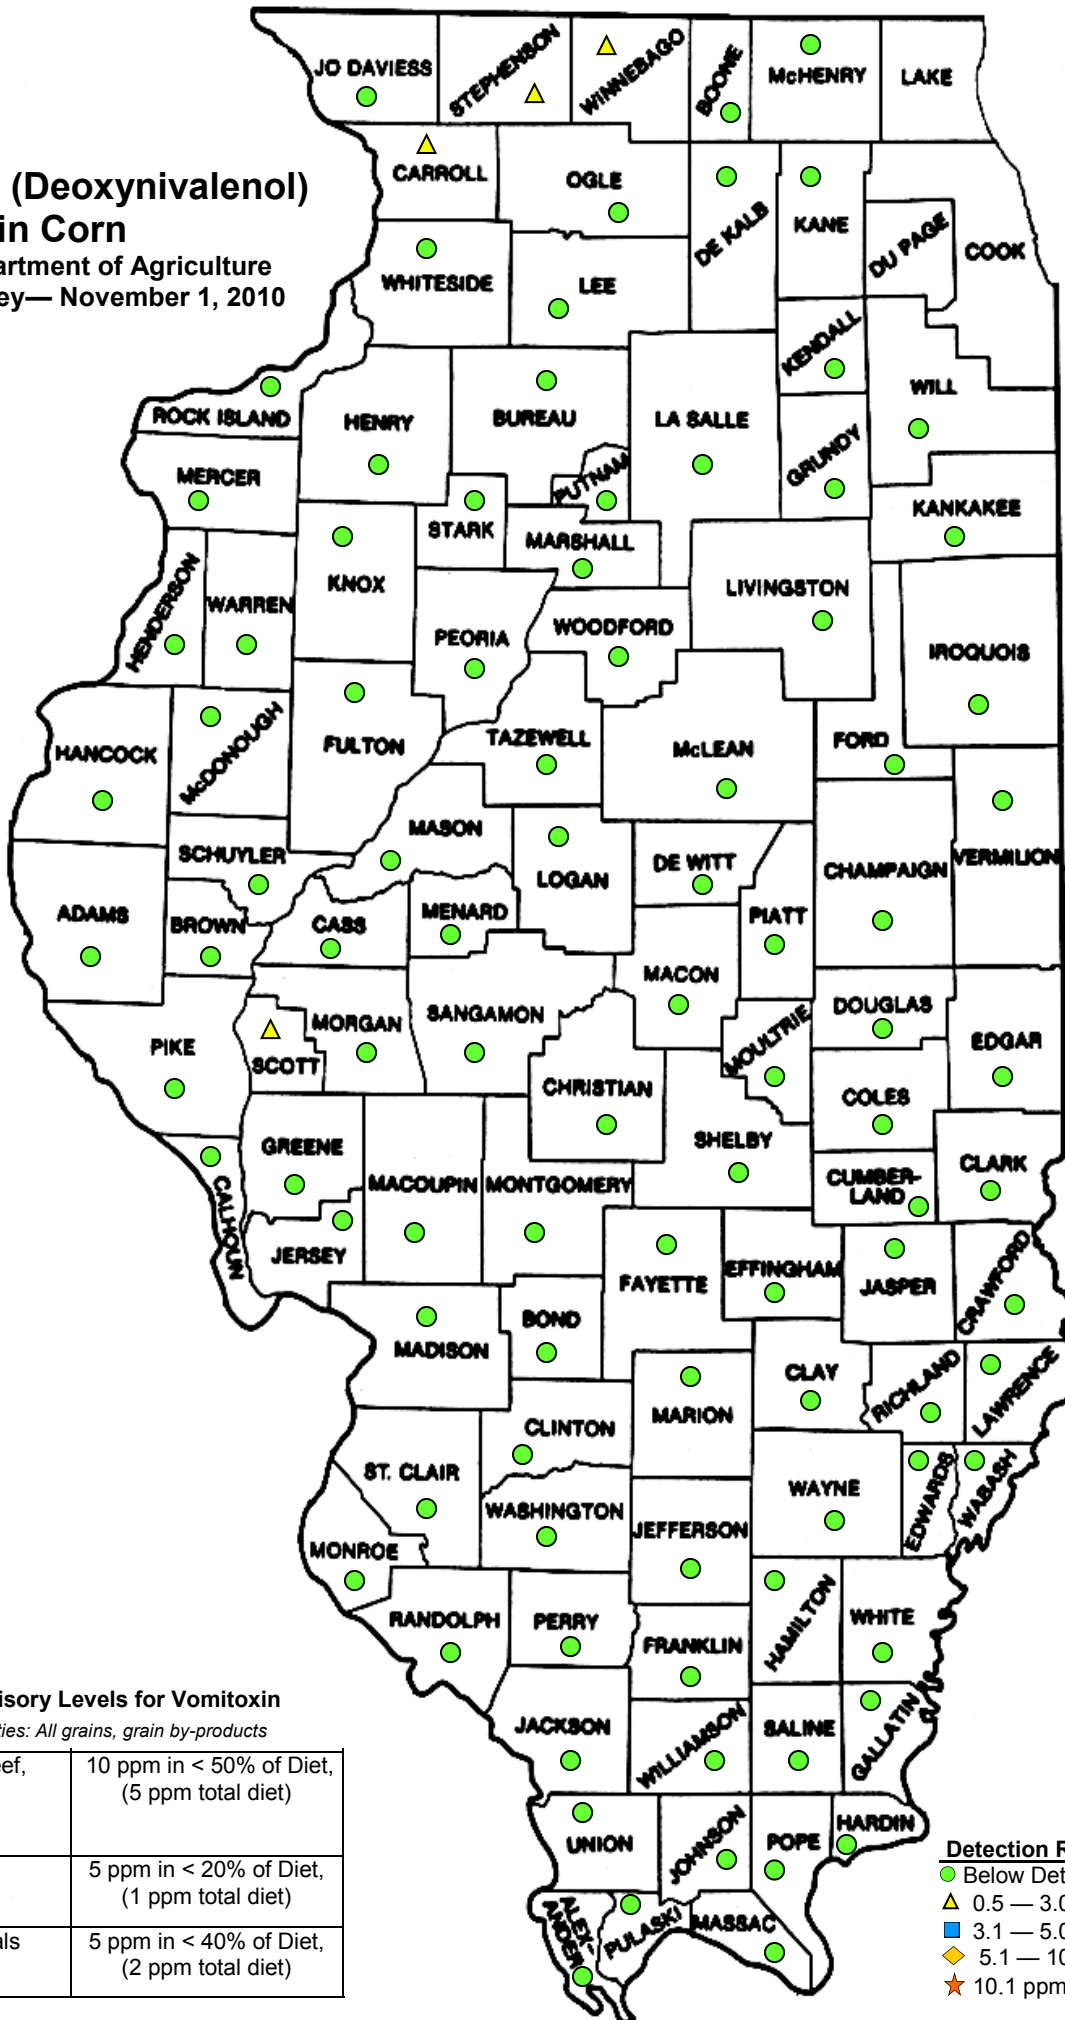 (Deoxynivalenol)
in Corn
artment of Agriculture
ey— November 1, 2010
JO DAVIESS
STEPHENSON
WINNEBAGO
BOONE
McHENRY
LAKE
CARROLL
OGLE
DE KALB
KANE
DU PAGE
COOK
WHITESIDE
LEE
KENDALL
WILL
ROCK ISLAND
HENRY
BUREAU
LA SALLE
GRUNDY
MERCER
PUTNAM
KANKAKEE
STARK
MARSHALL
HENDERSON
WARREN
KNOX
LIVINGSTON
PEORIA
WOODFORD
IROQUOIS
HANCOCK
McDONOUGH
FULTON
TAZEWELL
McLEAN
FORD
SCHUYLER
MASON
LOGAN
DE WITT
CHAMPAIGN
VERMILION
ADAMS
BROWN
CASS
MENARD
PIATT
MACON
PIKE
SCOTT
MORGAN
SANGAMON
MOULTRIE
DOUGLAS
EDGAR
CHRISTIAN
COLES
SHELBY
GREENE
CALHOUN
MACOUPIN
MONTGOMERY
CUMBER-
LAND
CLARK
JERSEY
FAYETTE
EFFINGHAM
JASPER
CRAWFORD
MADISON
BOND
CLAY
RICHLAND
LAWRENCE
MARION
CLINTON
ST. CLAIR
WAYNE
EDWARDS
WABASH
WASHINGTON
JEFFERSON
MONROE
RANDOLPH
PERRY
FRANKLIN
HAMILTON
WHITE
JACKSON
WILLIAMSON
SALINE
GALLATIN
UNION
JOHNSON
POPE
HARDIN
ALEX-
ANDER
PULASKI
MASSAC
isory Levels for Vomitoxin
ties: All grains, grain by-products
ef,
10 ppm in < 50% of Diet,
(5 ppm total diet)
5 ppm in < 20% of Diet,
(1 ppm total diet)
als
5 ppm in < 40% of Diet,
(2 ppm total diet)
Detection R
Below Det
0.5 — 3.0
3.1 — 5.0
5.1 — 10
10.1 ppm